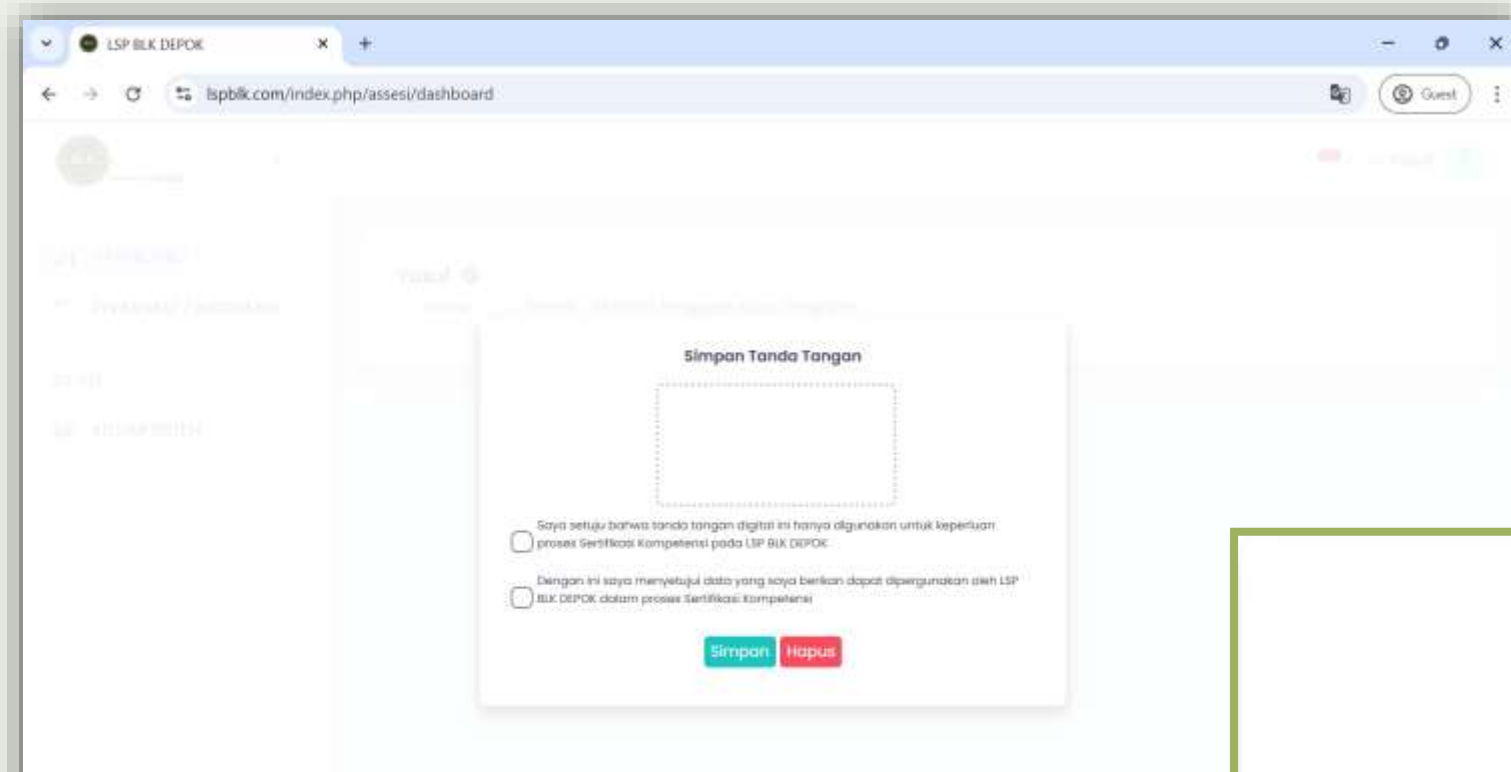 LSP BLK DEPOK
lspblk.com/index.php/assesi/dashboard
Guest
Yusuf
Simpan Tanda Tangan
Saya setuju bahwa tanda tangan digital ini hanya digunakan untuk keperluan
proses Sertifikasi Kompetensi pada LSP BLK DEPOK
Dengan ini saya menyetujui data yang saya berikan dapat dipergunakan oleh LSP
BLK DEPOK dalam proses Sertifikasi Kompetensi
Simpan Hapus